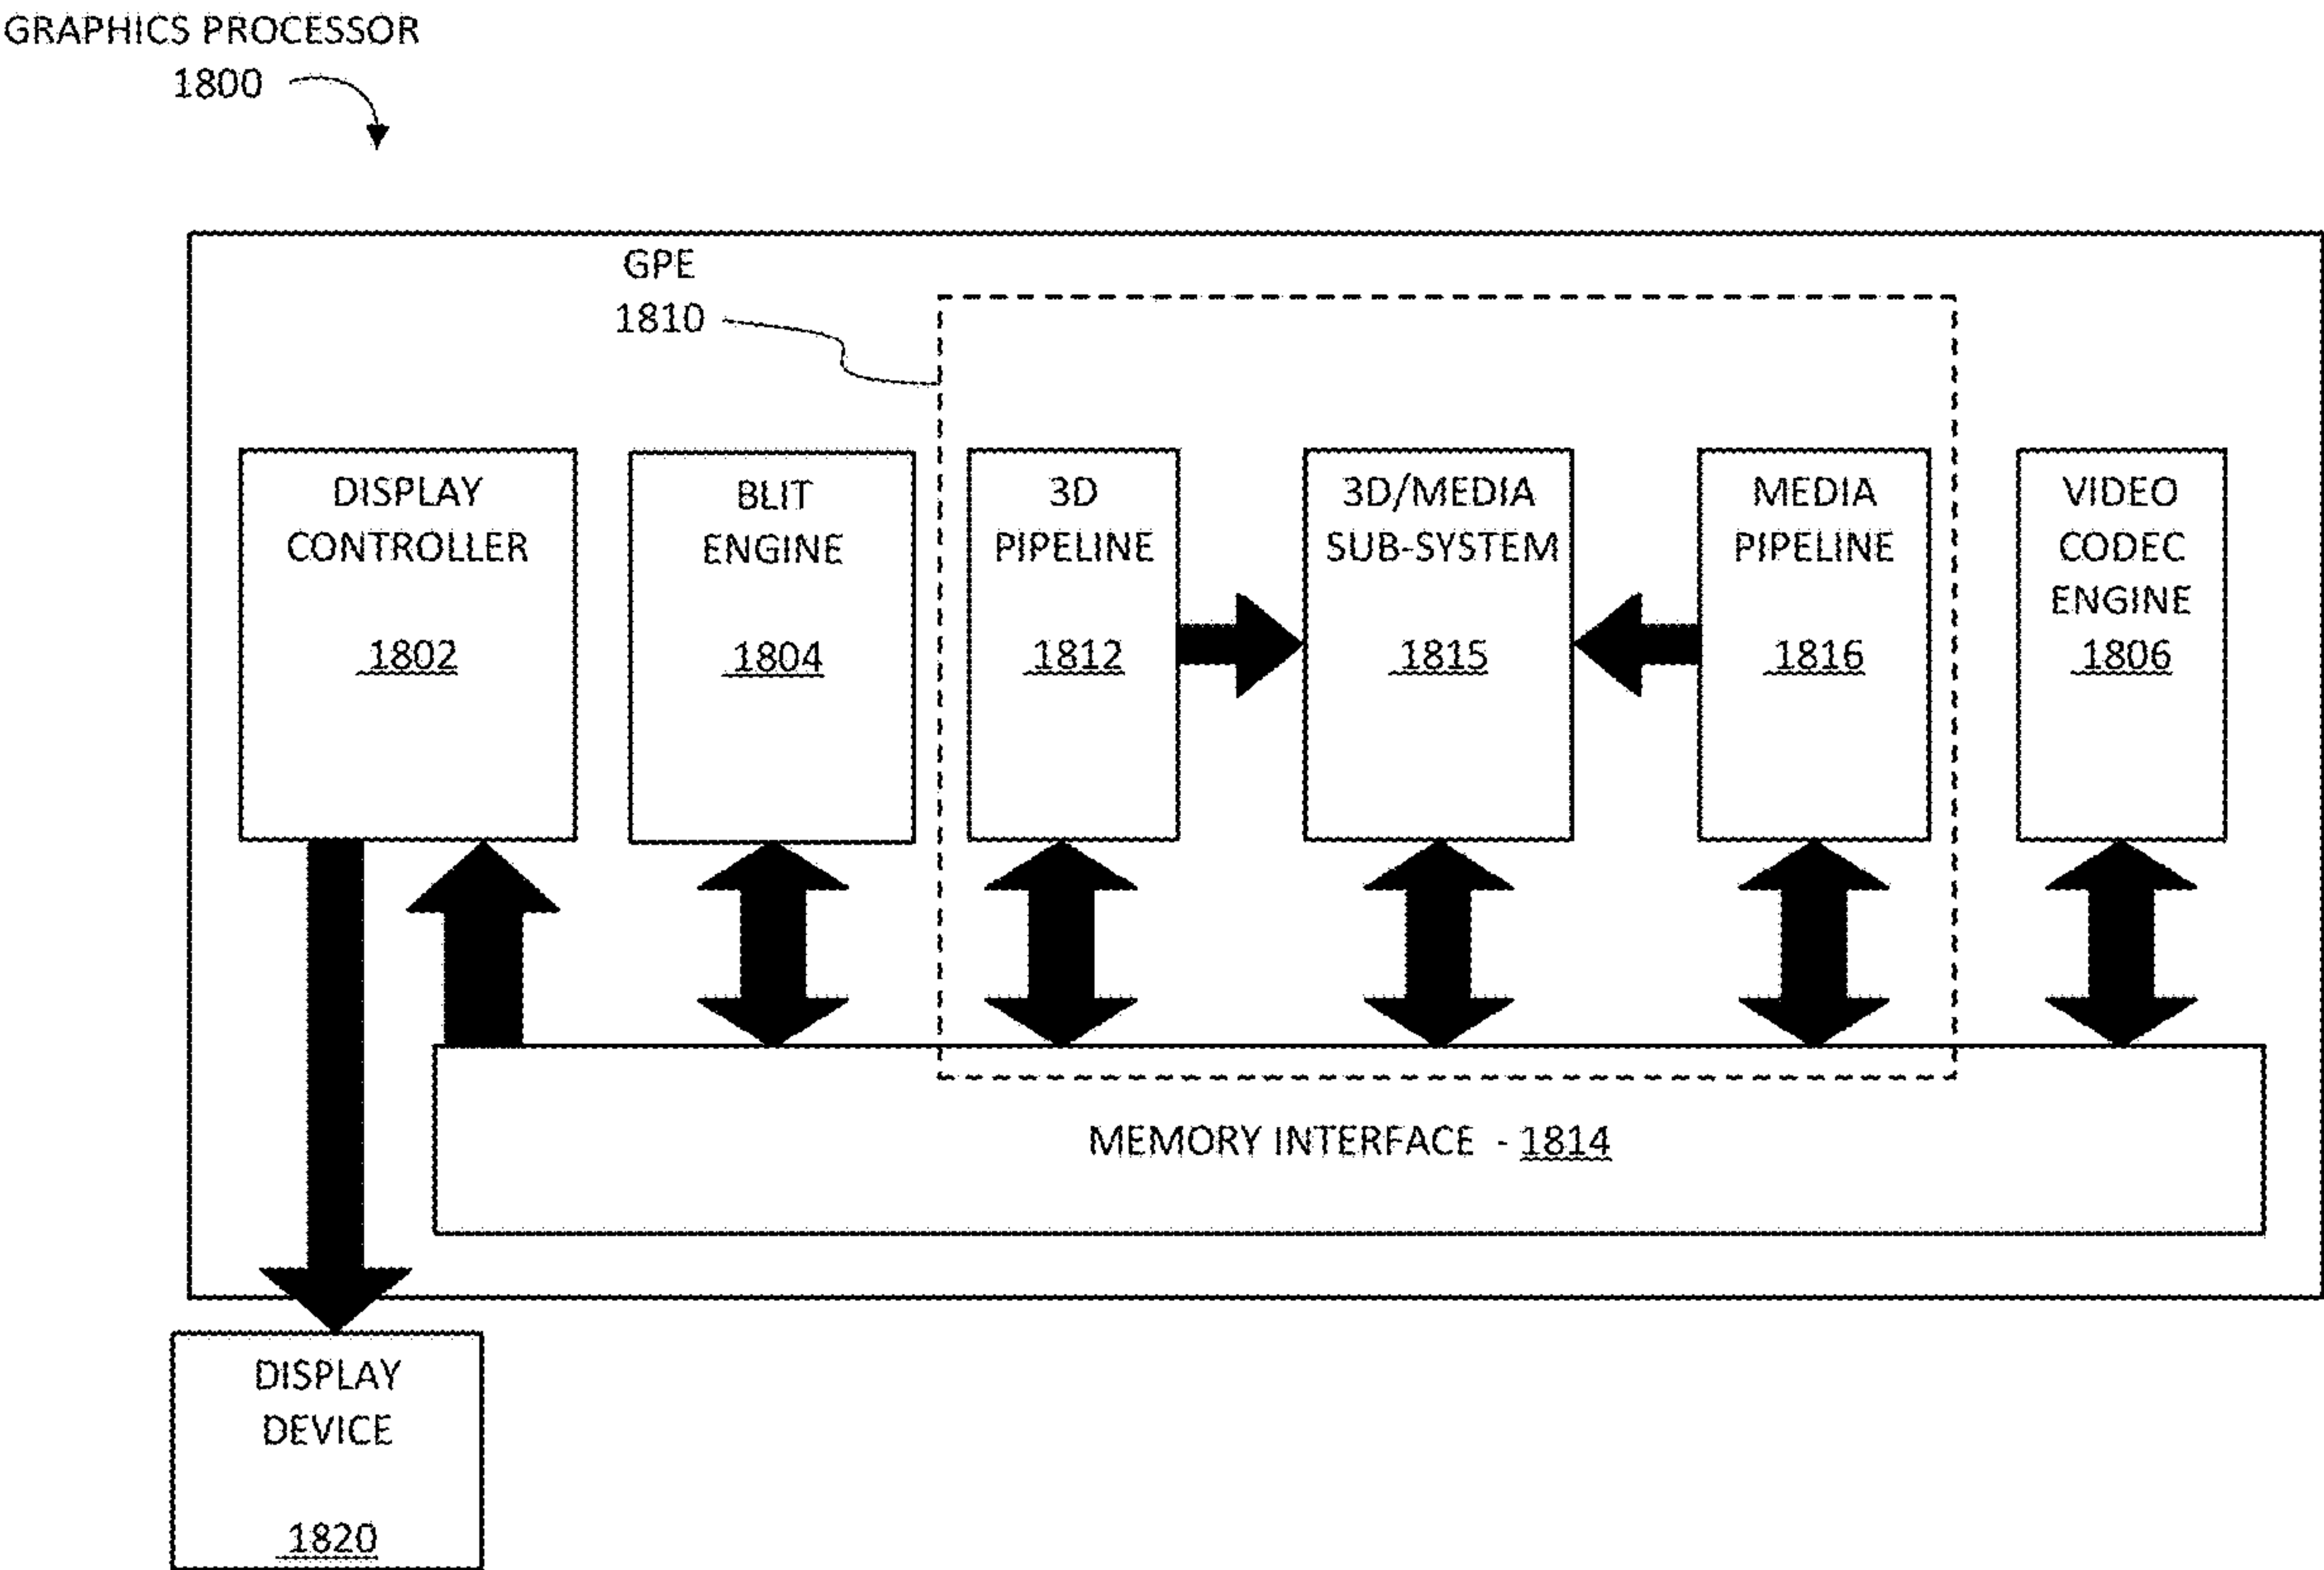 GRAPHICS PROCESSOR
1800
GPE
1810
DISPLAY
CONTROLLER
1802
BLIT
ENGINE
1804
3D
PIPELINE
1812
3D/MEDIA
SUB-SYSTEM
1815
MEDIA
PIPELINE
1816
VIDEO
CODEC
ENGINE
1806
MEMORY INTERFACE - 1814
DISPLAY
DEVICE
1820